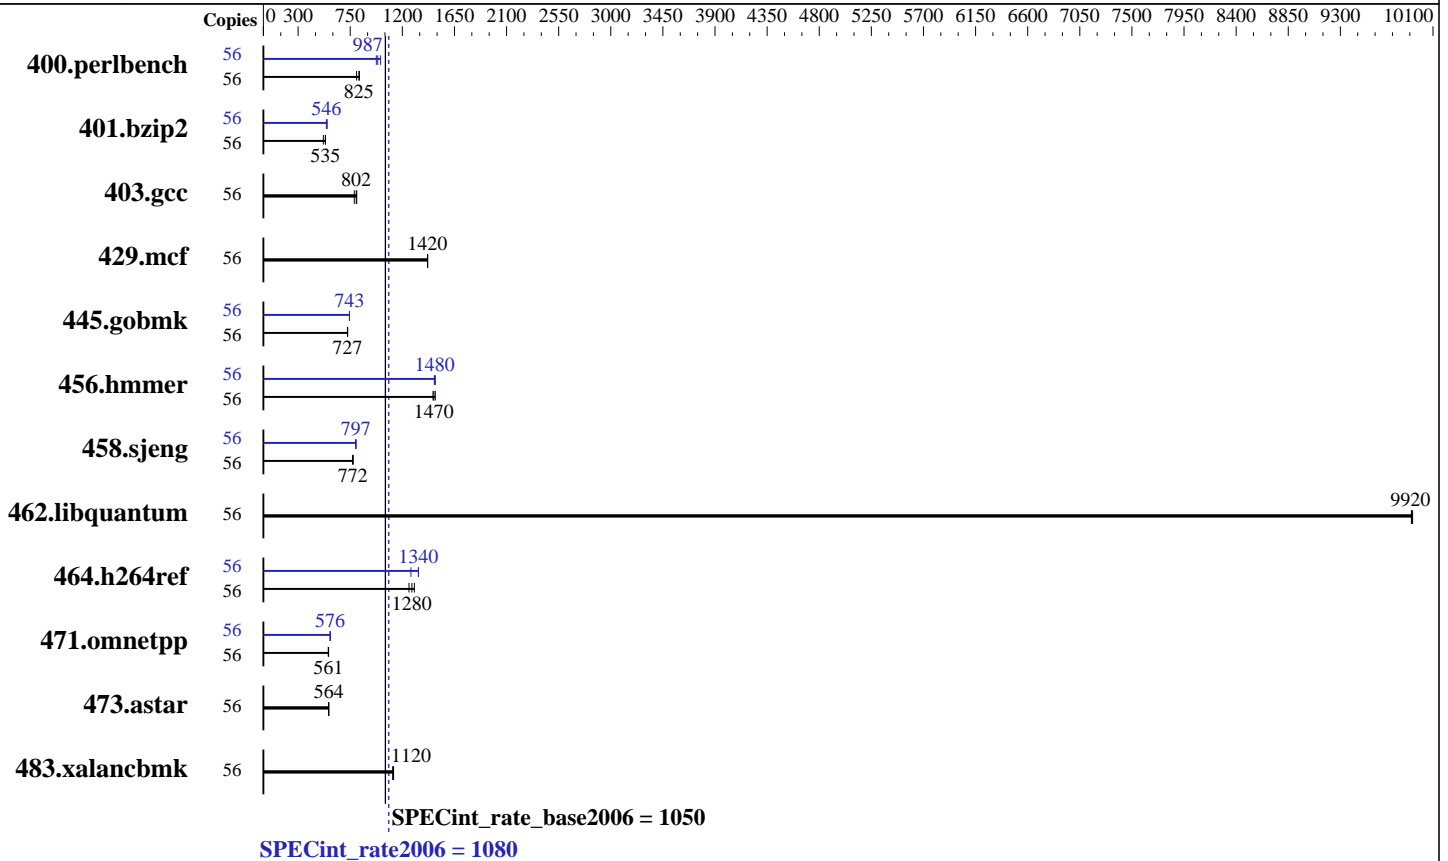 Copies 0 300 750 1200 1650 2100 2550 3000 3450 3900 4350 4800 5250 5700 6150 6600 7050 7500 7950 8400 8850 9300 10100
400.perlbench 56 987
56 825
401.bzip2 56 546
56 535
403.gcc 56 802
429.mcf 56 1420
445.gobmk 56 743
56 727
456.hmmer 56 1480
56 1470
458.sjeng 56 797
56 772
462.libquantum 56 9920
464.h264ref 56 1340
56 1280
471.omnetpp 56 576
56 561
473.astar 56 564
483.xalancbmk 56 1120
SPECint_rate_base2006 = 1050
SPECint_rate2006 = 1080